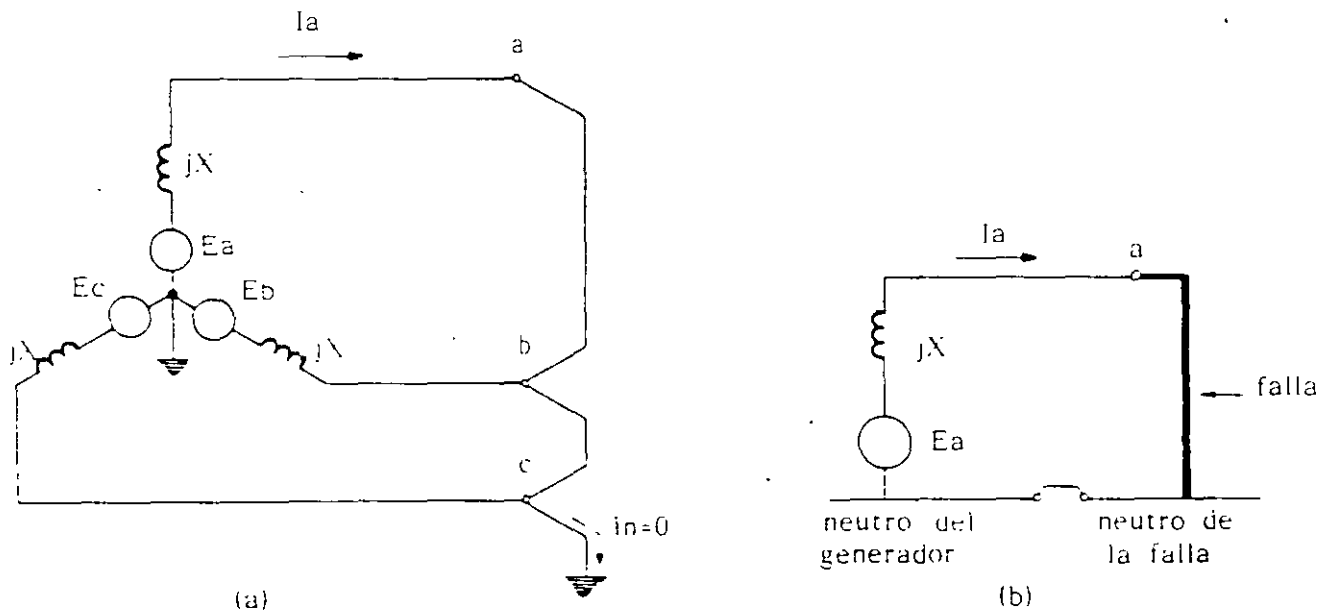 Ia
a
jX
Ea
Ec
Eb
jX
jX
b
c
in=0
(a)
Ia
a
jX
falla
Ea
neutro del
generador
neutro de
la falla
(b)